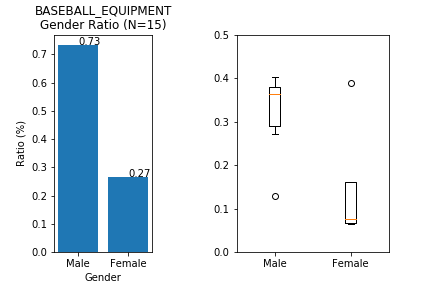 BASEBALL_EQUIPMENT
Gender Ratio (N=15)
0.73
0.27
0.7
0.6
0.5
0.4
0.3
0.2
0.1
0.0
Ratio (%)
Male Female
Gender
0.5
0.4
0.3
0.2
0.1
0.0
Male Female